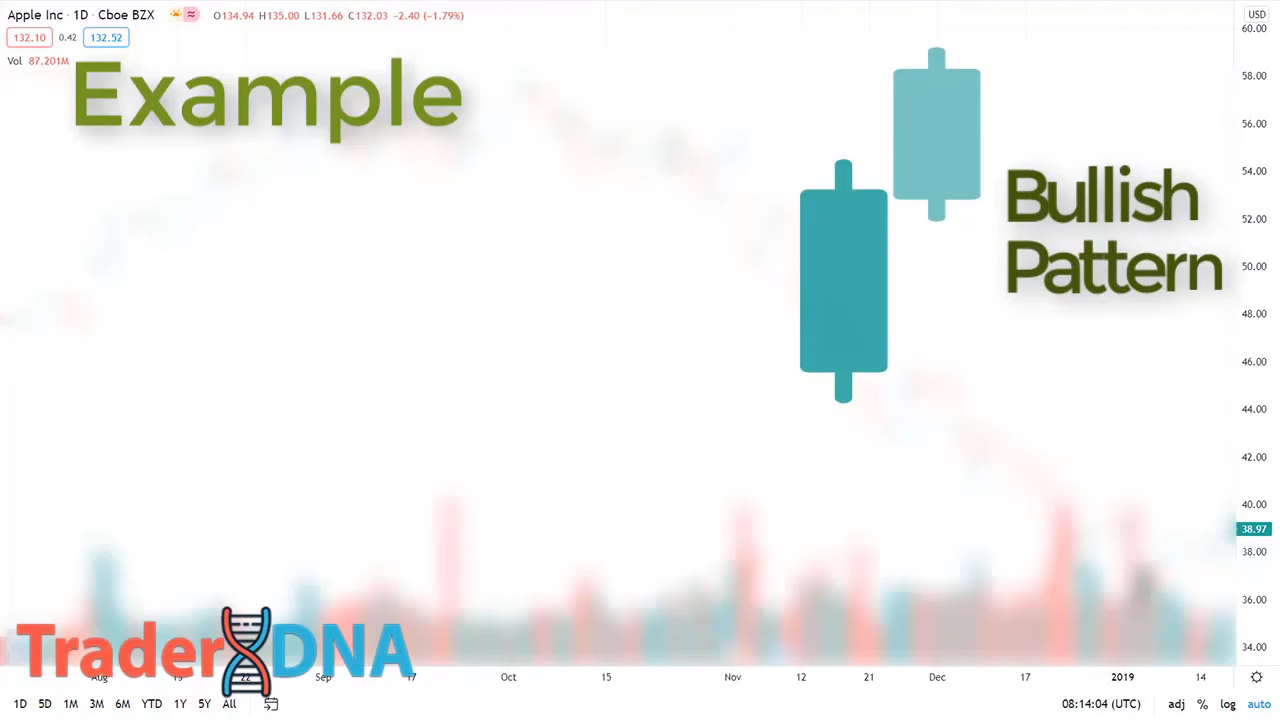 Apple Inc · 1D · Cboe BZX O134.94 H135.00 L131.66 C132.03 −2.40 (−1.79%)
USD
132.10 0.42 132.52
Vol 87.201M
Example
Bullish
Pattern
60.00
58.00
56.00
54.00
52.00
50.00
48.00
46.00
44.00
42.00
40.00
38.97
38.00
36.00
34.00
TraderDNA
Aug 22 Sep 17 Oct 15 Nov 12 21 Dec 17 2019 14
1D 5D 1M 3M 6M YTD 1Y 5Y All 08:14:04 (UTC) adj % log auto